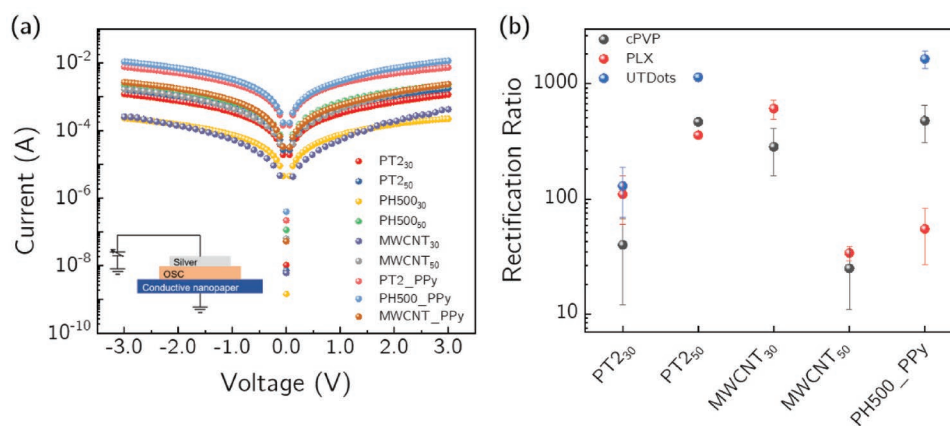 (a)
Current (A)
10⁻²
10⁻⁴
10⁻⁶
10⁻⁸
10⁻¹⁰
-3.0
-2.0
-1.0
0.0
1.0
2.0
3.0
Voltage (V)
PT2₃₀
PT2₅₀
PH500₃₀
PH500₅₀
MWCNT₃₀
MWCNT₅₀
PT2_PPy
PH500_PPy
MWCNT_PPy
Silver
OSC
Conductive nanopaper
(b)
Rectification Ratio
1000
100
10
cPVP
PLX
UTDots
PT2₃₀
PT2₅₀
MWCNT₃₀
MWCNT₅₀
PH500_PPy